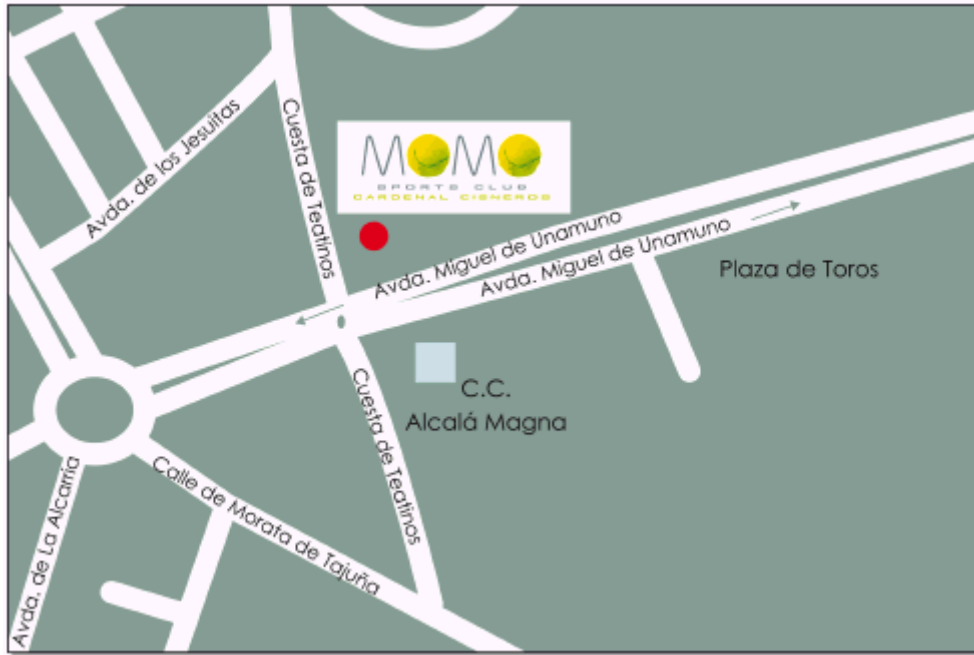 Avda. de los Jesuitas
Cuesta de Teatinos
MOMO
SPORTS CLUB
CARDENAL CISNEROS
Avda. Miguel de Unamuno
Avda. Miguel de Unamuno
Plaza de Toros
C.C.
Alcalá Magna
Cuesta de Teatinos
Calle de Morata de Tajuña
Avda. de La Alcarria